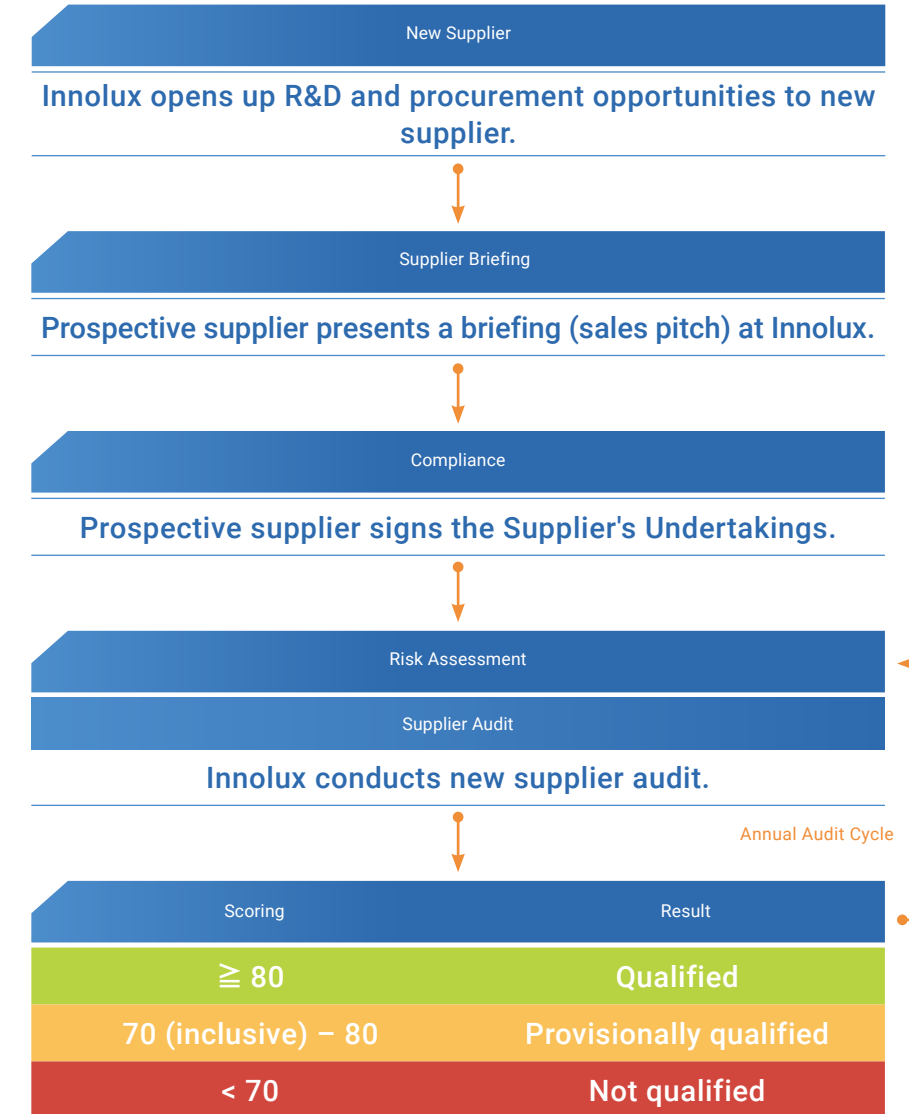 New Supplier
Innolux opens up R&D and procurement opportunities to new
supplier.
Supplier Briefing
Prospective supplier presents a briefing (sales pitch) at Innolux.
Compliance
Prospective supplier signs the Supplier's Undertakings.
Risk Assessment
Supplier Audit
Innolux conducts new supplier audit.
Annual Audit Cycle
Scoring Result
≧ 80 Qualified
70 (inclusive) – 80 Provisionally qualified
< 70 Not qualified